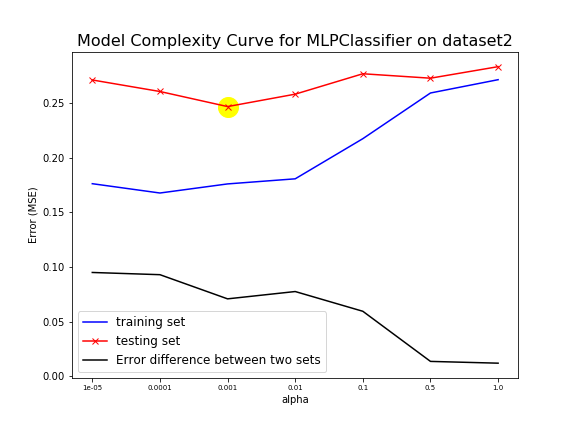 Model Complexity Curve for MLPClassifier on dataset2
Error (MSE)
0.25
0.20
0.15
0.10
0.05
0.00
training set
testing set
Error difference between two sets
1e-05 0.0001 0.001 0.01 0.1 0.5 1.0
alpha